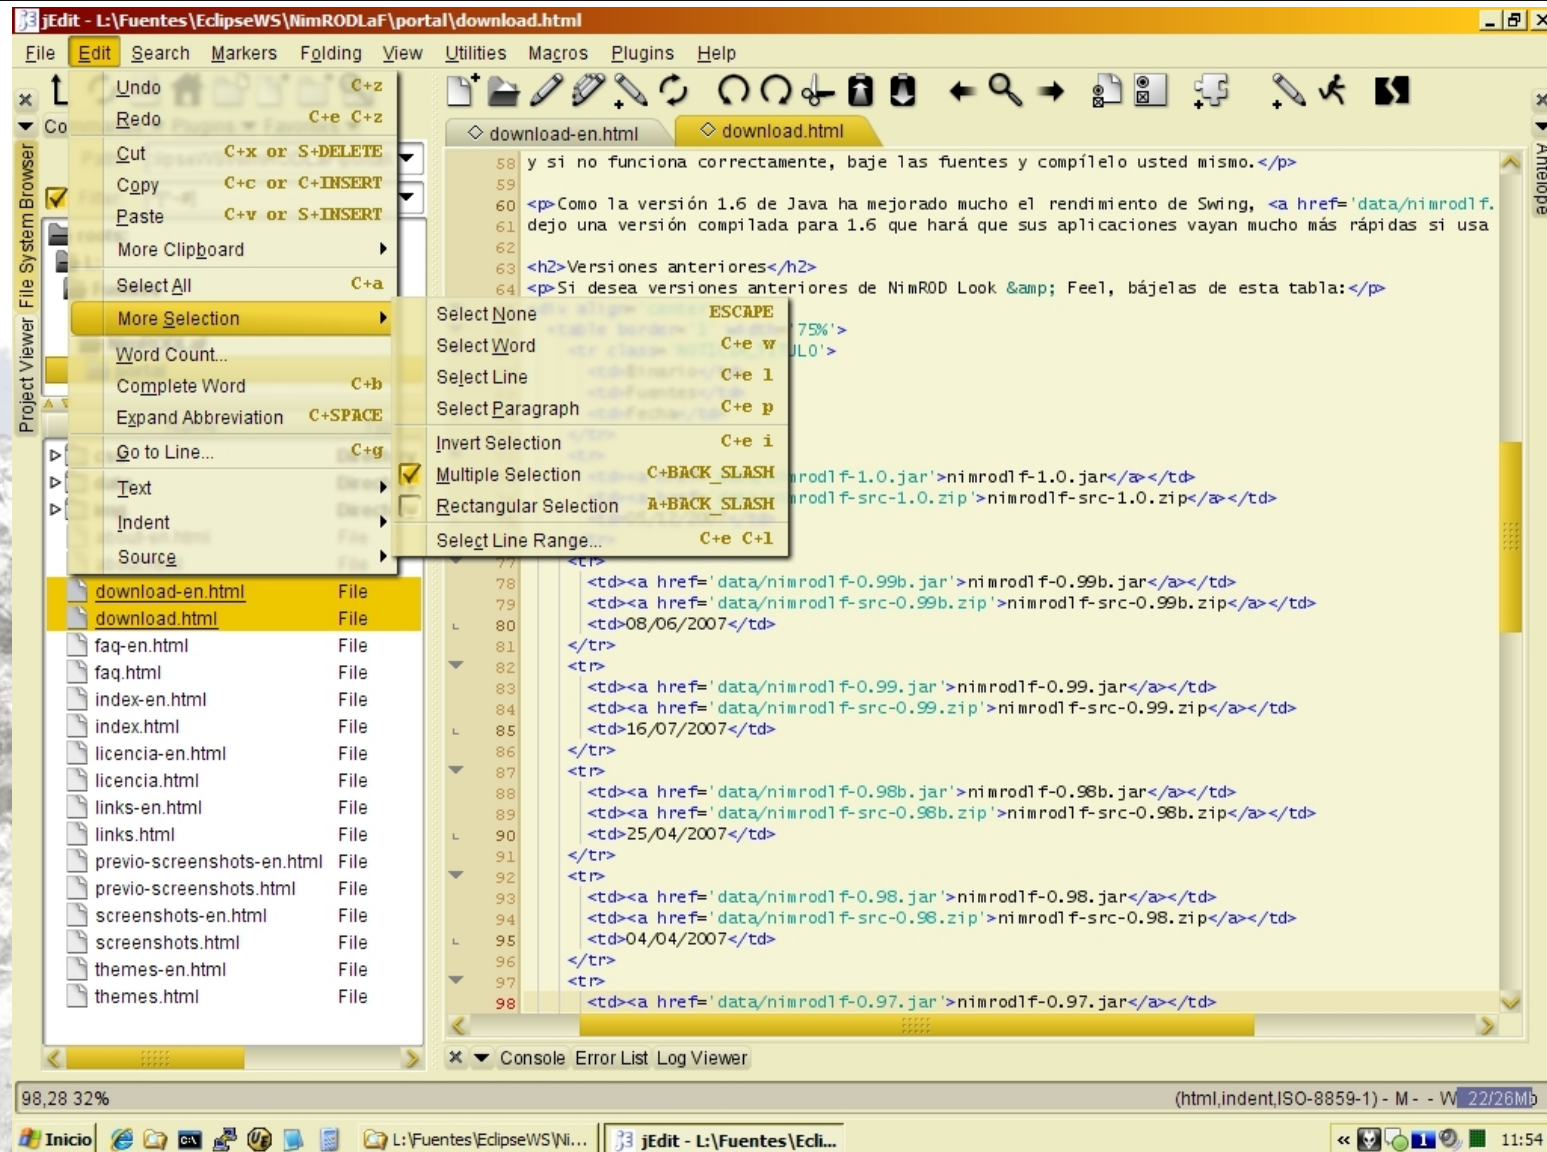 jEdit - L:\Fuentes\EclipseWS\NimRODLaF\portal\download.html
File Edit Search Markers Folding View Utilities Macros Plugins Help
Undo C+z
Redo C+e C+z
Cut C+x or S+DELETE
Copy C+c or C+INSERT
Paste C+v or S+INSERT
More Clipboard
Select All C+a
More Selection
Word Count...
Complete Word C+b
Expand Abbreviation C+SPACE
Go to Line... C+g
Text
Indent
Source
Select None ESCAPE
Select Word C+e w
Select Line C+e l
Select Paragraph C+e p
Invert Selection C+e i
Multiple Selection C+BACK_SLASH
Rectangular Selection A+BACK_SLASH
Select Line Range... C+e C+l
File System Browser
Project Viewer
download-en.html File
download.html File
faq-en.html File
faq.html File
index-en.html File
index.html File
licencia-en.html File
licencia.html File
links-en.html File
links.html File
previo-screenshots-en.html File
previo-screenshots.html File
screenshots-en.html File
screenshots.html File
themes-en.html File
themes.html File
download-en.html download.html
58 y si no funciona correctamente, baje las fuentes y compílelo usted mismo.</p>
59
60 <p>Como la versión 1.6 de Java ha mejorado mucho el rendimiento de Swing, <a href='data/nimrodlf.
61 dejo una versión compilada para 1.6 que hará que sus aplicaciones vayan mucho más rápidas si usa
62
63 <h2>Versiones anteriores</h2>
64 <p>Si desea versiones anteriores de NimROD Look &amp; Feel, bájelas de esta tabla:</p>
'75%'>
ULO'>
rodlf-1.0.jar'>nimrodlf-1.0.jar</a></td>
rodlf-src-1.0.zip'>nimrodlf-src-1.0.zip</a></td>
77 <tr>
78 <td><a href='data/nimrodlf-0.99b.jar'>nimrodlf-0.99b.jar</a></td>
79 <td><a href='data/nimrodlf-src-0.99b.zip'>nimrodlf-src-0.99b.zip</a></td>
80 <td>08/06/2007</td>
81 </tr>
82 <tr>
83 <td><a href='data/nimrodlf-0.99.jar'>nimrodlf-0.99.jar</a></td>
84 <td><a href='data/nimrodlf-src-0.99.zip'>nimrodlf-src-0.99.zip</a></td>
85 <td>16/07/2007</td>
86 </tr>
87 <tr>
88 <td><a href='data/nimrodlf-0.98b.jar'>nimrodlf-0.98b.jar</a></td>
89 <td><a href='data/nimrodlf-src-0.98b.zip'>nimrodlf-src-0.98b.zip</a></td>
90 <td>25/04/2007</td>
91 </tr>
92 <tr>
93 <td><a href='data/nimrodlf-0.98.jar'>nimrodlf-0.98.jar</a></td>
94 <td><a href='data/nimrodlf-src-0.98.zip'>nimrodlf-src-0.98.zip</a></td>
95 <td>04/04/2007</td>
96 </tr>
97 <tr>
98 <td><a href='data/nimrodlf-0.97.jar'>nimrodlf-0.97.jar</a></td>
Antelope
Console Error List Log Viewer
98,28 32% (html,indent,ISO-8859-1) - M - - W 22/26Mb
Inicio L:\Fuentes\EclipseWS\Ni... jEdit - L:\Fuentes\Ecli... « 1 11:54